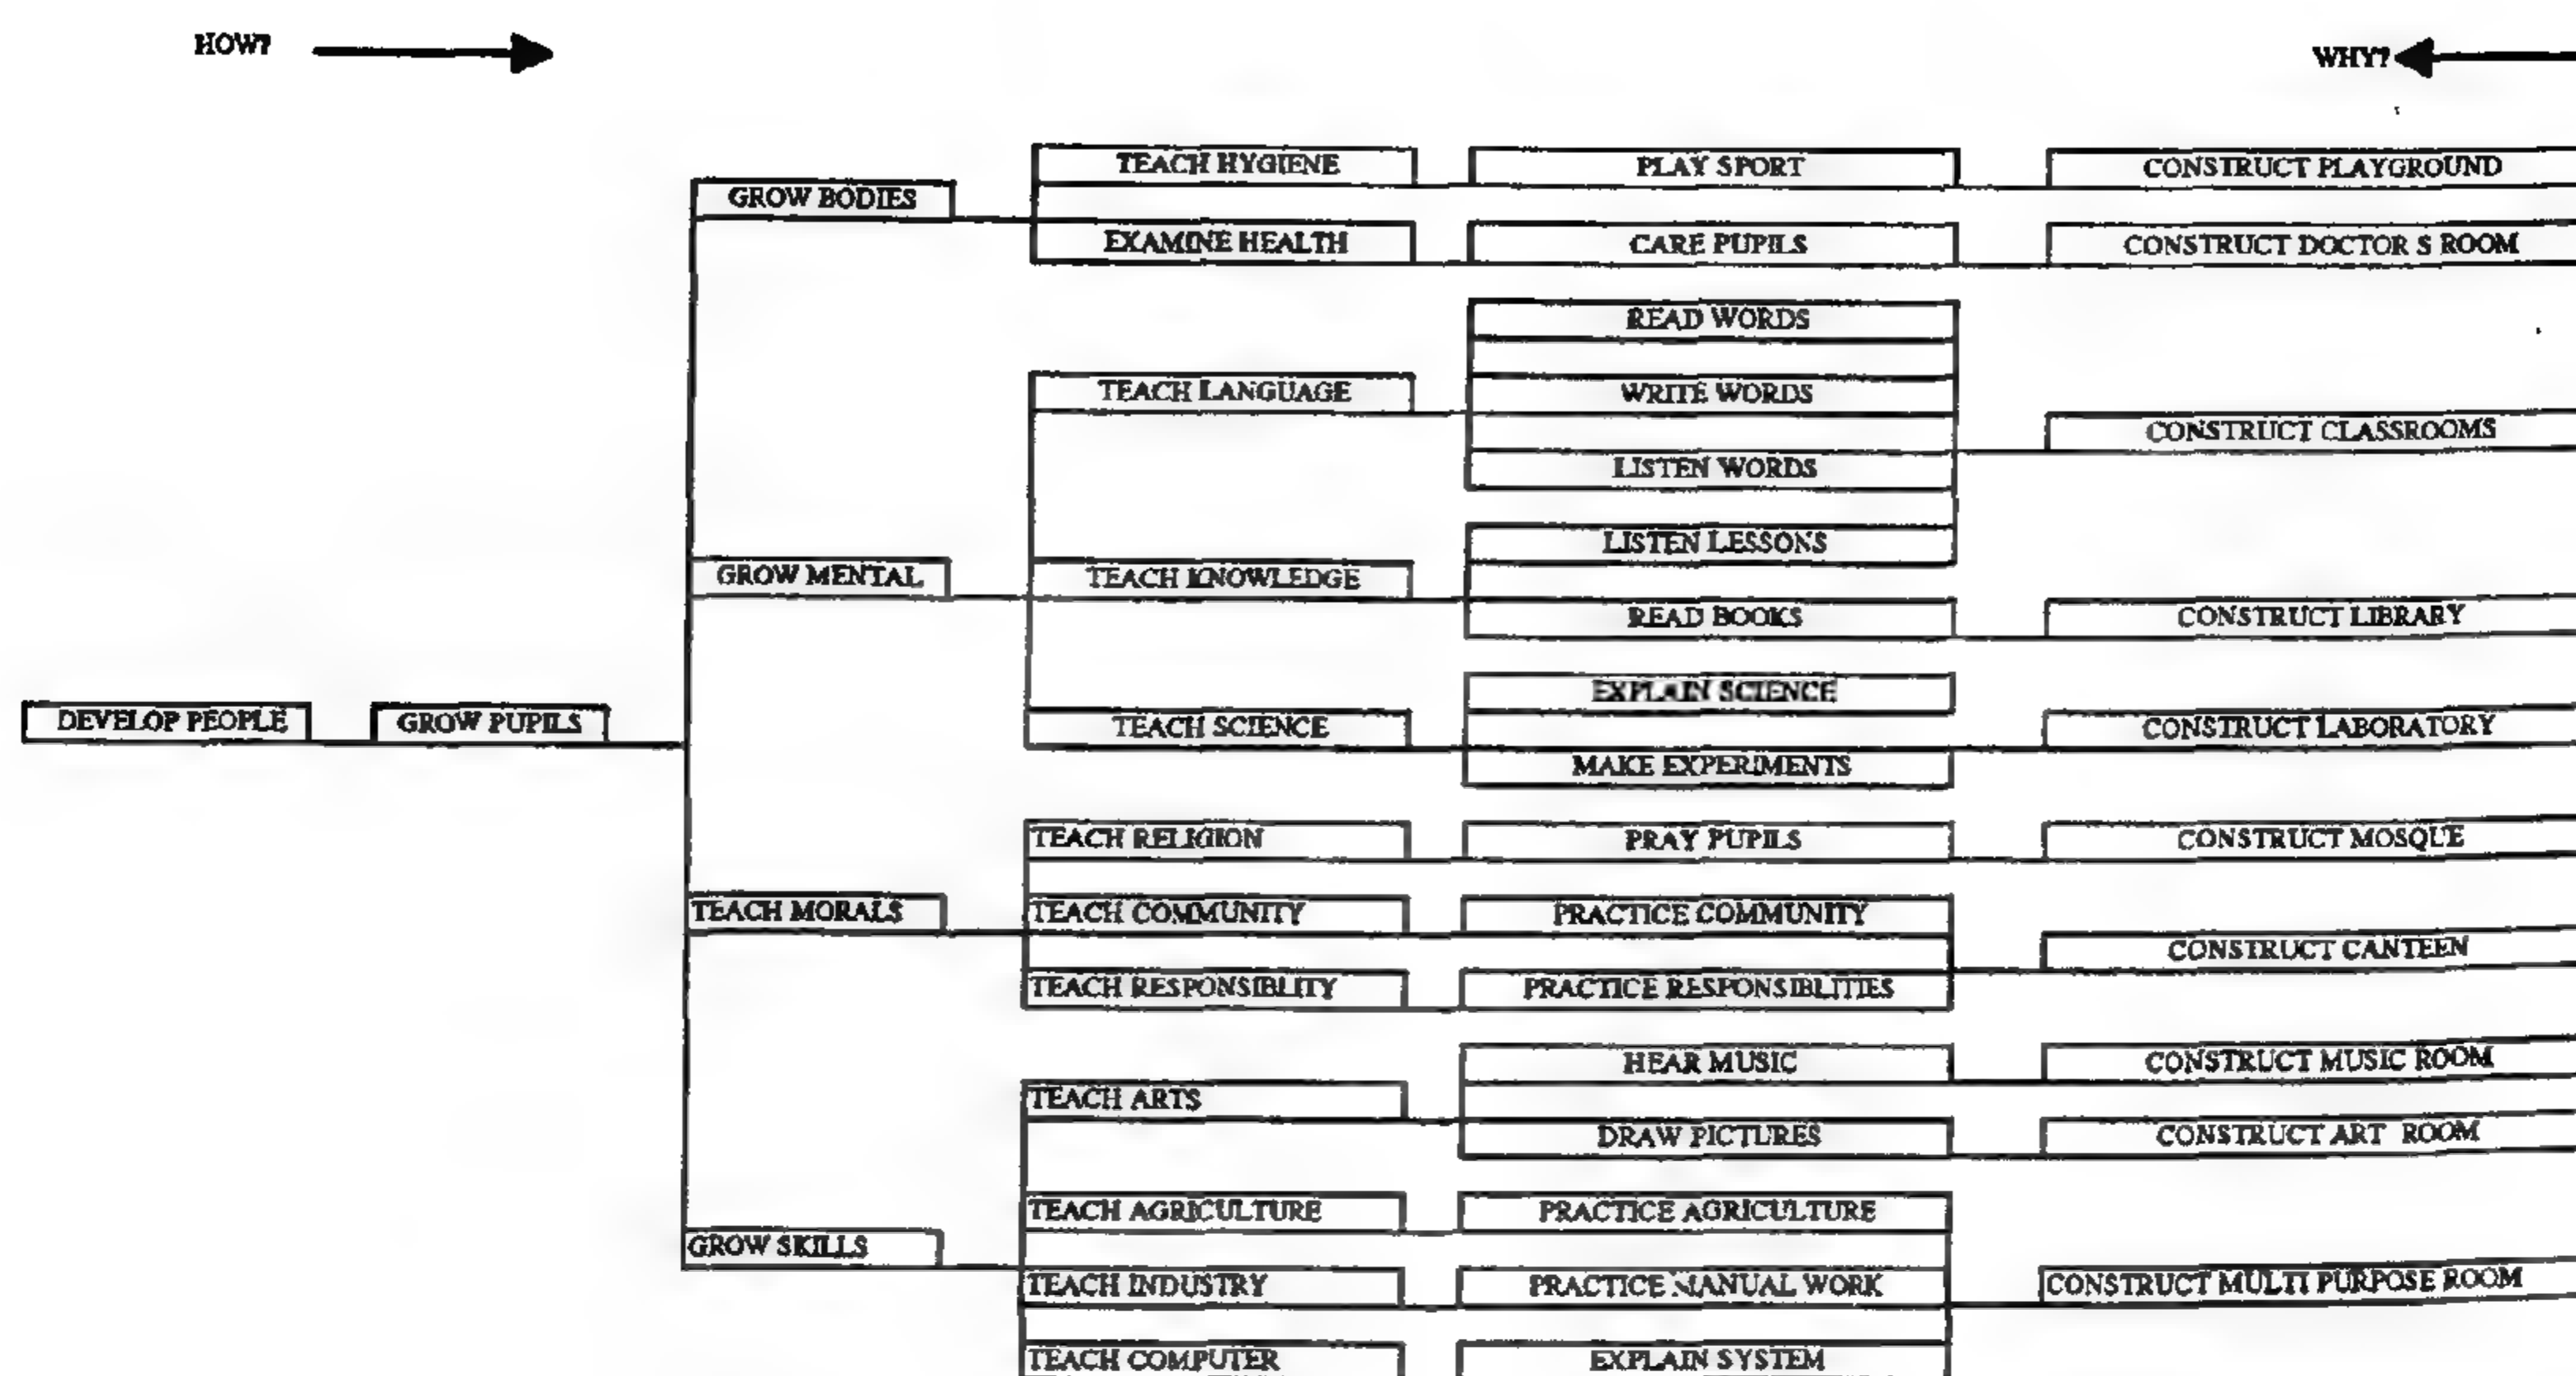 HOW?
WHY?
TEACH HYGIENE
PLAY SPORT
CONSTRUCT PLAYGROUND
GROW BODIES
EXAMINE HEALTH
CARE PUPILS
CONSTRUCT DOCTOR S ROOM
READ WORDS
TEACH LANGUAGE
WRITE WORDS
CONSTRUCT CLASSROOMS
LISTEN WORDS
LISTEN LESSONS
GROW MENTAL
TEACH KNOWLEDGE
READ BOOKS
CONSTRUCT LIBRARY
EXPLAIN SCIENCE
DEVELOP PEOPLE
GROW PUPILS
TEACH SCIENCE
CONSTRUCT LABORATORY
MAKE EXPERIMENTS
TEACH RELIGION
PRAY PUPILS
CONSTRUCT MOSQUE
TEACH MORALS
TEACH COMMUNITY
PRACTICE COMMUNITY
CONSTRUCT CANTEEN
TEACH RESPONSIBLITY
PRACTICE RESPONSIBLITIES
HEAR MUSIC
CONSTRUCT MUSIC ROOM
TEACH ARTS
DRAW PICTURES
CONSTRUCT ART ROOM
TEACH AGRICULTURE
PRACTICE AGRICULTURE
GROW SKILLS
TEACH INDUSTRY
PRACTICE MANUAL WORK
CONSTRUCT MULTI PURPOSE ROOM
TEACH COMPUTER
EXPLAIN SYSTEM